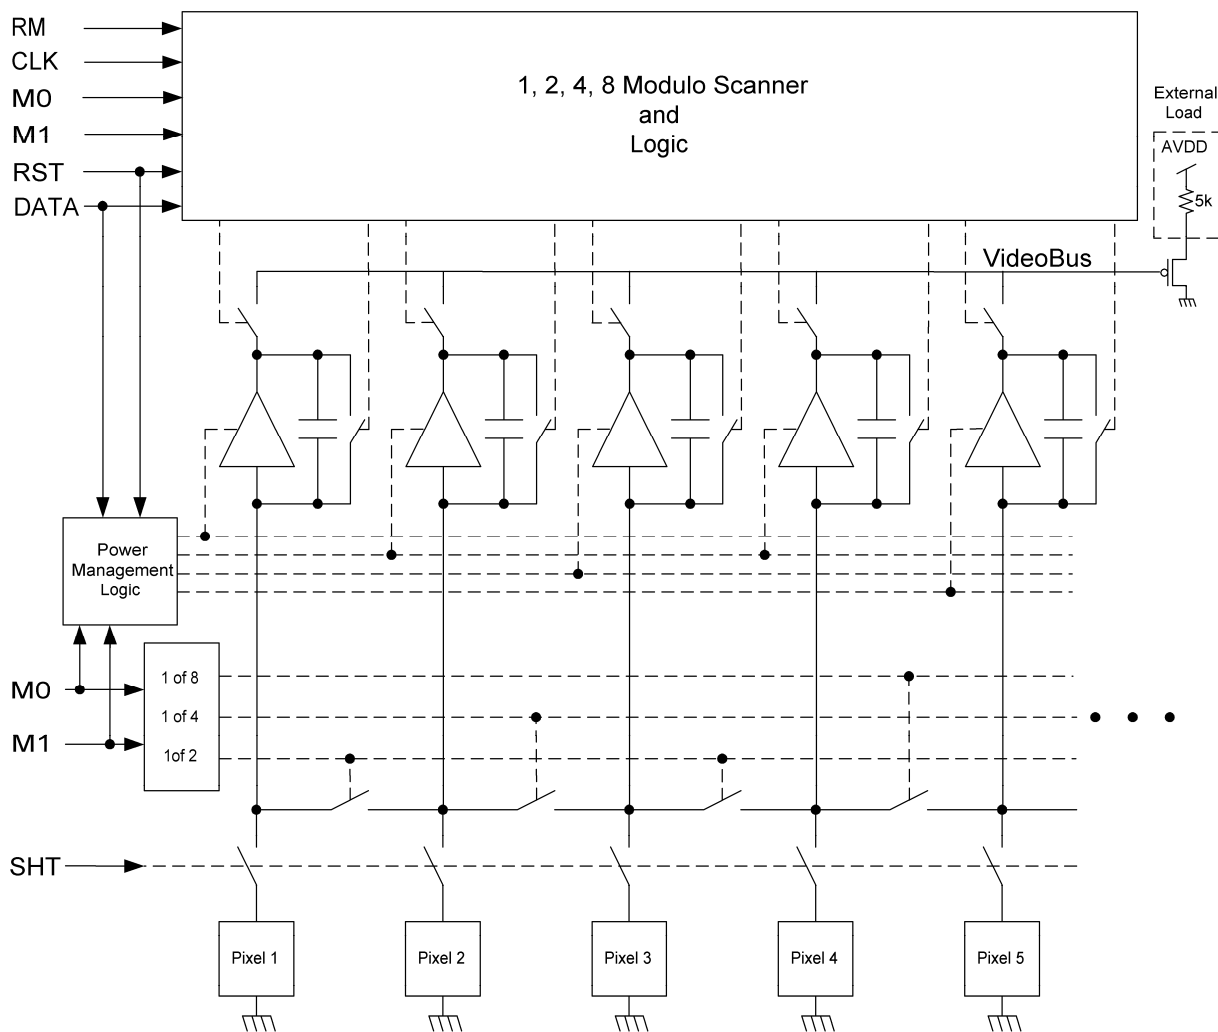 RM
CLK
M0
M1
RST
DATA
1, 2, 4, 8 Modulo Scanner
and
Logic
External
Load
AVDD
5k
VideoBus
Power
Management
Logic
M0
M1
1 of 8
1 of 4
1of 2
SHT
Pixel 1
Pixel 2
Pixel 3
Pixel 4
Pixel 5